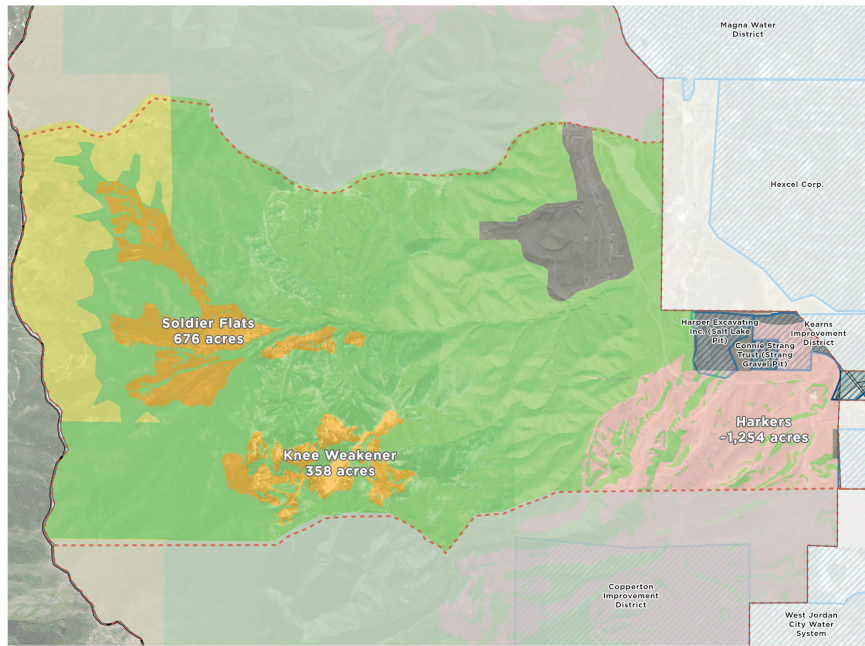 Magna Water
District
Hexcel Corp.
Soldier Flats
676 acres
Harper Excavating
Inc. (Salt Lake
Pit)
Kearns
Improvement
District
Connie Strang
Trust (Strang
Gravel Pit)
Harkers
~1,254 acres
Knee Weakener
358 acres
Copperton
Improvement
District
West Jordan
City Water
System